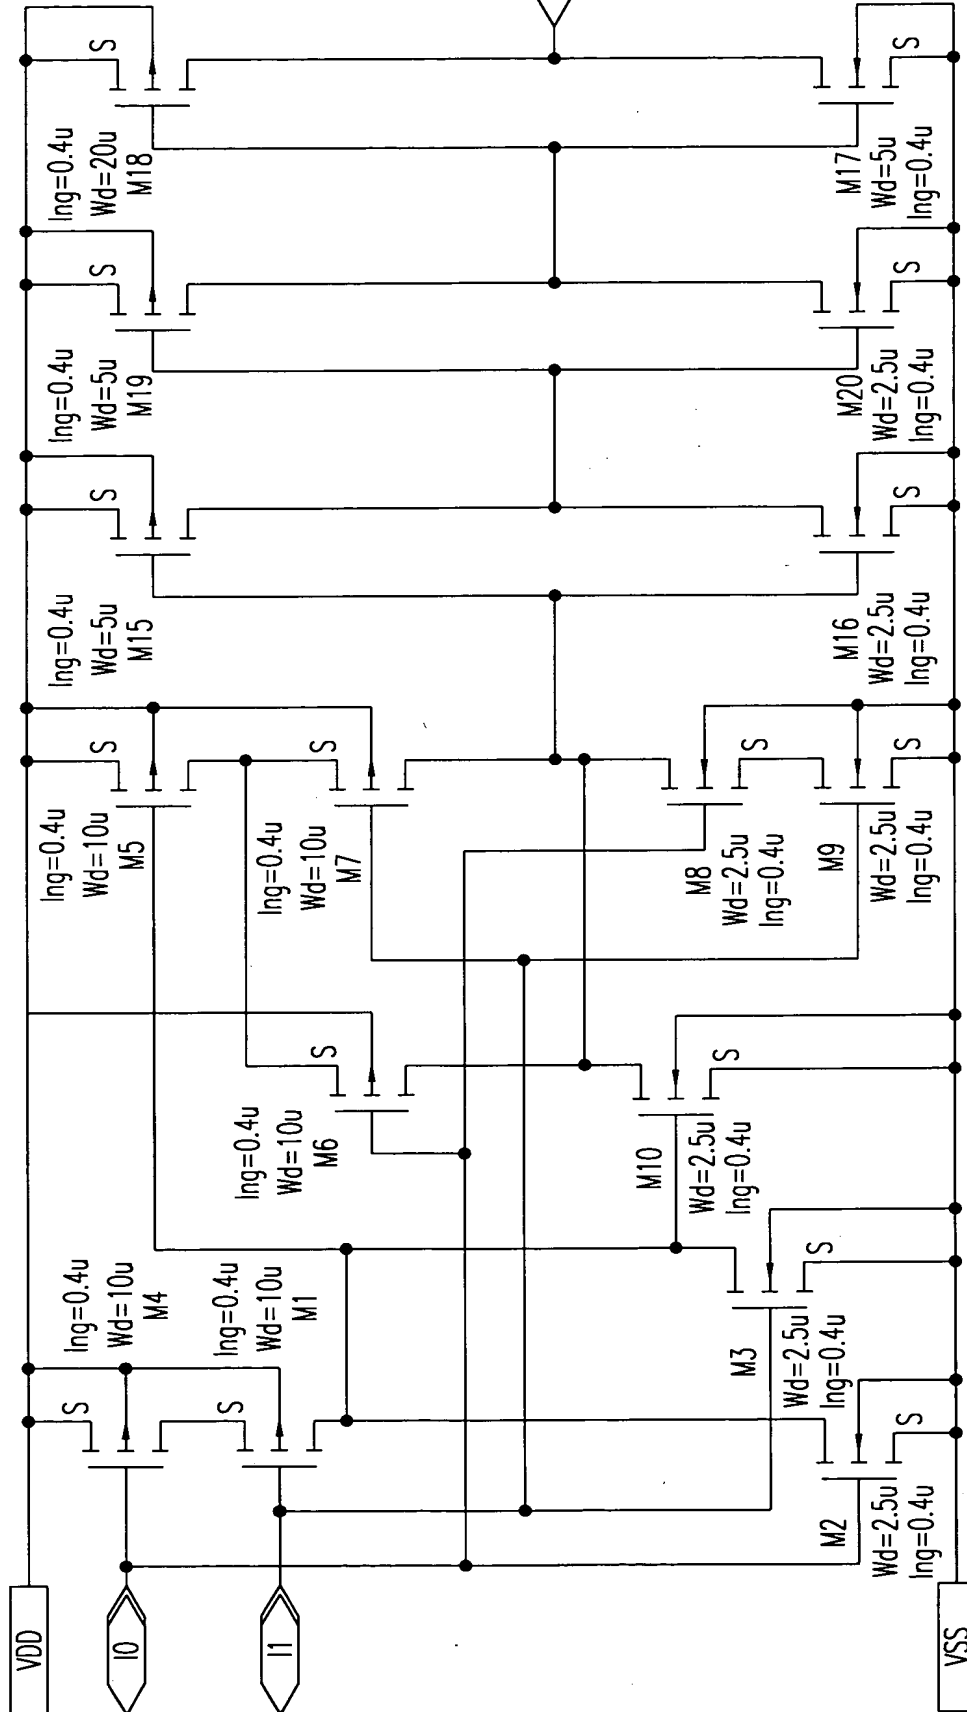 VDD
I0
I1
VSS
S
lng=0.4u
Wd=10u
M4
S
lng=0.4u
Wd=10u
M1
M3
Wd=2.5u
lng=0.4u
S
M2
Wd=2.5u
lng=0.4u
S
lng=0.4u
Wd=10u
M6
S
M10
Wd=2.5u
lng=0.4u
S
lng=0.4u
Wd=10u
M5
S
lng=0.4u
Wd=10u
M7
S
M8
Wd=2.5u
lng=0.4u
S
M9
Wd=2.5u
lng=0.4u
S
lng=0.4u
Wd=5u
M15
S
M16
Wd=2.5u
lng=0.4u
S
lng=0.4u
Wd=5u
M19
S
M20
Wd=2.5u
lng=0.4u
S
lng=0.4u
Wd=20u
M18
S
M17
Wd=5u
lng=0.4u
S